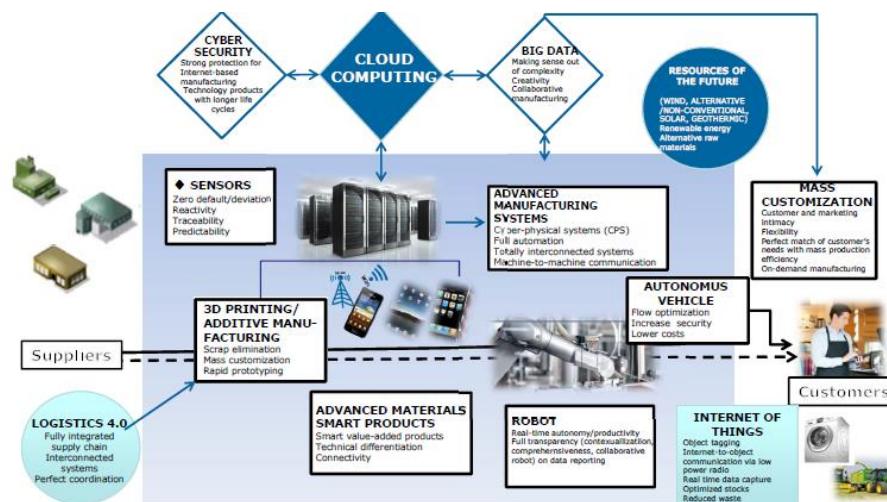 CYBER
SECURITY
Strong protection for
Internet-based
manufacturing
Technology products
with longer life
cycles
CLOUD
COMPUTING
BIG DATA
Making sense out
of complexity
Creativity
Collaborative
manufacturing
RESOURCES OF
THE FUTURE
(WIND, ALTERNATIVE
/NON-CONVENTIONAL,
SOLAR, GEOTHERMIC)
Renewable energy
Alternative raw
materials
◆ SENSORS
Zero default/deviation
Reactivity
Traceability
Predictability
ADVANCED
MANUFACTURING
SYSTEMS
Cyber-physical systems (CPS)
Full automation
Totally interconnected systems
Machine-to-machine communication
MASS
CUSTOMIZATION
Customer and marketing
Intimacy
Flexibility
Perfect match of customer's
needs with mass production
efficiency
On-demand manufacturing
3D PRINTING/
ADDITIVE MANU-
FACTURING
Scrap elimination
Mass customization
Rapid prototyping
AUTONOMUS
VEHICLE
Flow optimization
Increase security
Lower costs
Suppliers
Customers
LOGISTICS 4.0
Fully integrated
supply chain
Interconnected
systems
Perfect coordination
ADVANCED MATERIALS
SMART PRODUCTS
Smart value-added products
Technical differentiation
Connectivity
ROBOT
Real-time autonomy/productivity
Full transparency (contexuallization,
comprehernsiveness, collaborative
robot) on data reporting
INTERNET OF
THINGS
Object tagging
Internet-to-object
communication via low
power radio
Real time data capture
Optimized stocks
Reduced waste